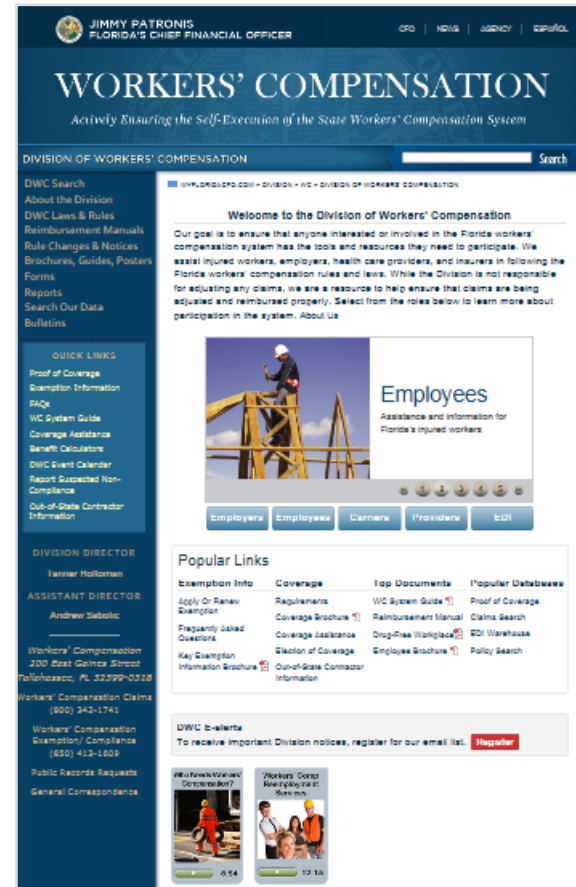 JIMMY PATRONIS
FLORIDA'S CHIEF FINANCIAL OFFICER
CFO | NEWS | AGENCY | ESPAÑOL
WORKERS' COMPENSATION
Actively Ensuring the Self-Execution of the State Workers' Compensation System
DIVISION OF WORKERS' COMPENSATION
Search
DWC Search
About the Division
DWC Laws & Rules
Reimbursement Manuals
Rule Changes & Notices
Brochures, Guides, Posters
Forms
Reports
Search Our Data
Bulletins
QUICK LINKS
Proof of Coverage
Exemption Information
FAQs
WC System Guide
Coverage Assistance
Benefit Calculators
DWC Event Calendar
Report Suspected Non-
Compliance
Out-of-State Contractor
Information
DIVISION DIRECTOR
Tanner Holloman
ASSISTANT DIRECTOR
Andrew Sabolic
Workers' Compensation
200 East Gaines Street
Tallahassee, FL 32399-0318
Workers' Compensation Claims
(800) 342-1741
Workers' Compensation
Exemption/ Compliance
(850) 413-1609
Public Records Requests
General Correspondence
MYFLORIDACFO.COM > DIVISION > WC > DIVISION OF WORKERS' COMPENSATION
Welcome to the Division of Workers' Compensation
Our goal is to ensure that anyone interested or involved in the Florida workers'
compensation system has the tools and resources they need to participate. We
assist injured workers, employers, health care providers, and insurers in following the
Florida workers' compensation rules and laws. While the Division is not responsible
for adjusting any claims, we are a resource to help ensure that claims are being
adjusted and reimbursed properly. Select from the roles below to learn more about
participation in the system. About Us
Employees
Assistance and information for
Florida's injured workers
« 1 2 3 4 5 »
Employers Employees Carriers Providers EDI
Popular Links
Exemption Info Coverage Top Documents Popular Databases
Apply Or Renew
Exemption
Frequently Asked
Questions
Key Exemption
Information Brochure
Requirements
Coverage Brochure
Coverage Assistance
Election of Coverage
Out-of-State Contractor
Information
WC System Guide
Reimbursement Manual
Drug-Free Workplace
Employee Brochure
Proof of Coverage
Claims Search
EDI Warehouse
Policy Search
DWC E-alerts
To receive important Division notices, register for our email list. Register
Who Needs Workers'
Compensation?
8:54
Workers' Comp
Reemployment
Services
12:18